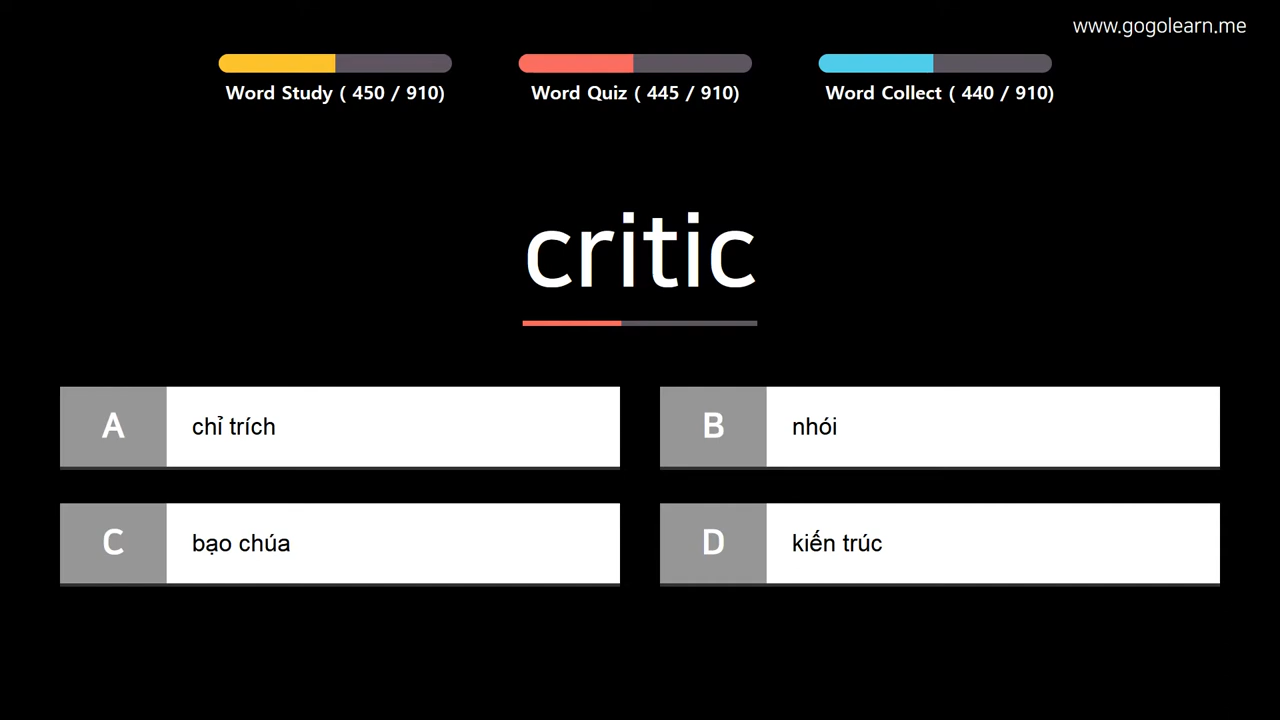 www.gogolearn.me
Word Study ( 450 / 910)
Word Quiz ( 445 / 910)
Word Collect ( 440 / 910)
critic
A chỉ trích
B nhói
C bạo chúa
D kiến trúc